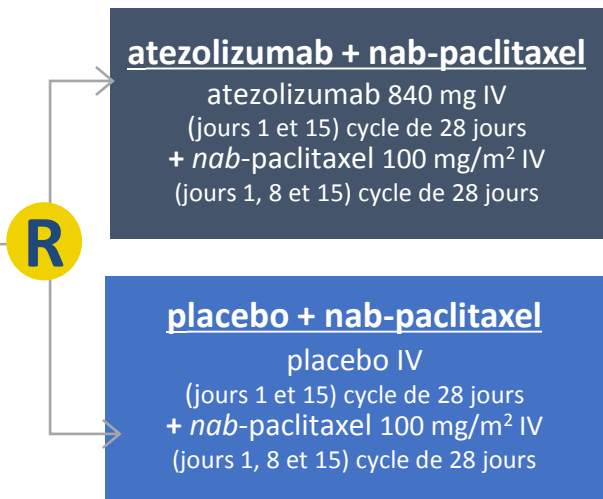 atezolizumab + nab-paclitaxel
atezolizumab 840 mg IV
(jours 1 et 15) cycle de 28 jours
+ nab-paclitaxel 100 mg/m² IV
(jours 1, 8 et 15) cycle de 28 jours
R
placebo + nab-paclitaxel
placebo IV
(jours 1 et 15) cycle de 28 jours
+ nab-paclitaxel 100 mg/m² IV
(jours 1, 8 et 15) cycle de 28 jours